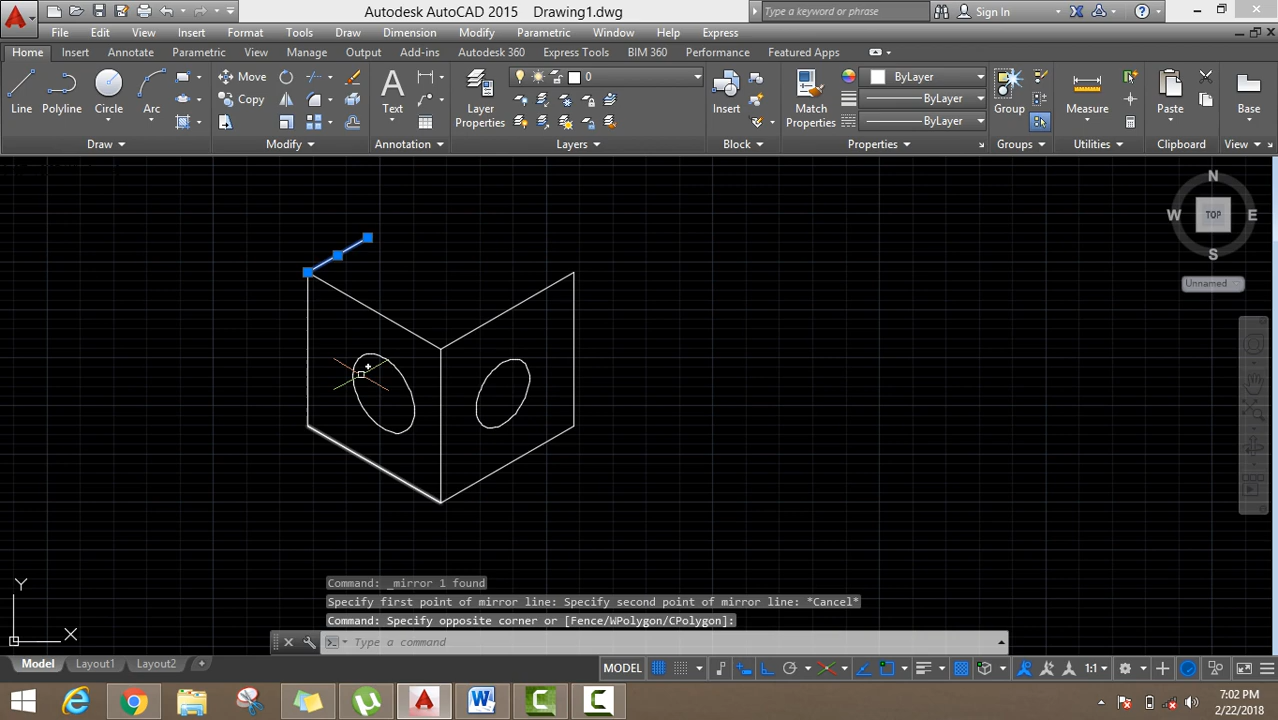 Autodesk AutoCAD 2015 Drawing1.dwg
Type a keyword or phrase
Sign In
File Edit View Insert Format Tools Draw Dimension Modify Parametric Window Help Express
Home Insert Annotate Parametric View Manage Output Add-ins Autodesk 360 Express Tools BIM 360 Performance Featured Apps
Line Polyline Circle Arc
Move
Copy
Text
Layer
Properties
0
Insert
Match
Properties
ByLayer
ByLayer
ByLayer
Group
Measure
Paste
Base
Draw Modify Annotation Layers Block Properties Groups Utilities Clipboard View
N
W TOP E
S
Unnamed
Y
X
Command: _mirror 1 found
Specify first point of mirror line: Specify second point of mirror line: *Cancel*
Command: Specify opposite corner or [Fence/WPolygon/CPolygon]:
Type a command
Model Layout1 Layout2 +
MODEL
1:1
7:02 PM
2/22/2018